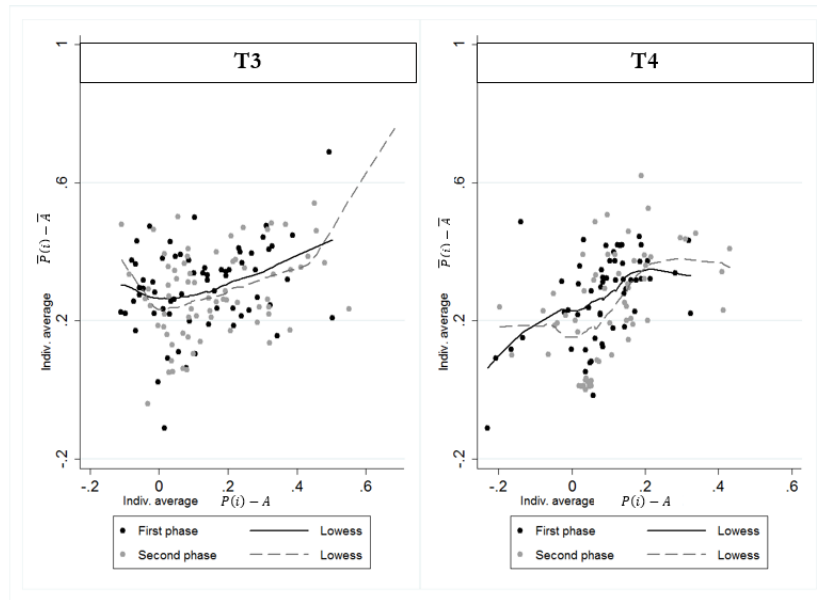 T3
1
.6
.2
-.2
Indiv. average P̅(i) − A̅
-.2 0 .2 .4 .6
Indiv. average P(i) − A
First phase Lowess
Second phase Lowess
T4
1
.6
.2
-.2
Indiv. average P̅(i) − A̅
-.2 0 .2 .4 .6
Indiv. average P(i) − A
First phase Lowess
Second phase Lowess